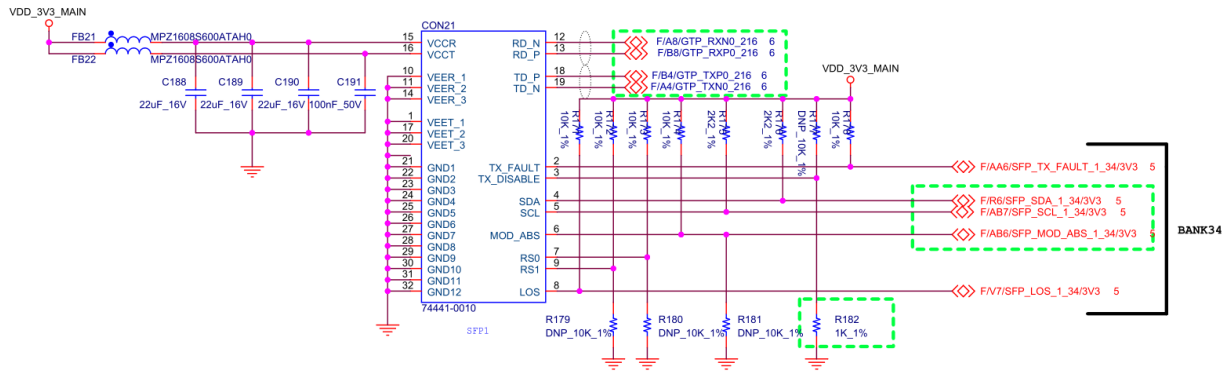 VDD_3V3_MAIN
FB21 MPZ1608S600ATAH0
FB22 MPZ1608S600ATAH0
C188 C189 C190 C191
22uF_16V 22uF_16V 22uF_16V 100nF_50V
CON21
15 VCCR RD_N 12 F/A8/GTP_RXN0_216 6
16 VCCT RD_P 13 F/B8/GTP_RXP0_216 6
10 VEER_1 TD_P 18 F/B4/GTP_TXP0_216 6
11 VEER_2 TD_N 19 F/A4/GTP_TXN0_216 6
14 VEER_3
1 VEET_1
17 VEET_2
20 VEET_3
VDD_3V3_MAIN
10K_1% 10K_1% 10K_1% 10K_1% 2K2_1% 2K2_1% DNP_10K_1% 10K_1%
21 GND1 TX_FAULT 2 F/AA6/SFP_TX_FAULT_1_34/3V3 5
22 GND2 TX_DISABLE 3
23 GND3
24 GND4 SDA 4 F/R6/SFP_SDA_1_34/3V3 5
25 GND5 SCL 5 F/AB7/SFP_SCL_1_34/3V3 5
26 GND6
27 GND7 MOD_ABS 6 F/AB6/SFP_MOD_ABS_1_34/3V3 5
28 GND8
29 GND9 RS0 7
30 GND10 RS1 9
31 GND11
32 GND12 LOS 8 F/V7/SFP_LOS_1_34/3V3 5
BANK34
74441-0010
SFP1
R179 R180 R181 R182
DNP_10K_1% DNP_10K_1% DNP_10K_1% 1K_1%